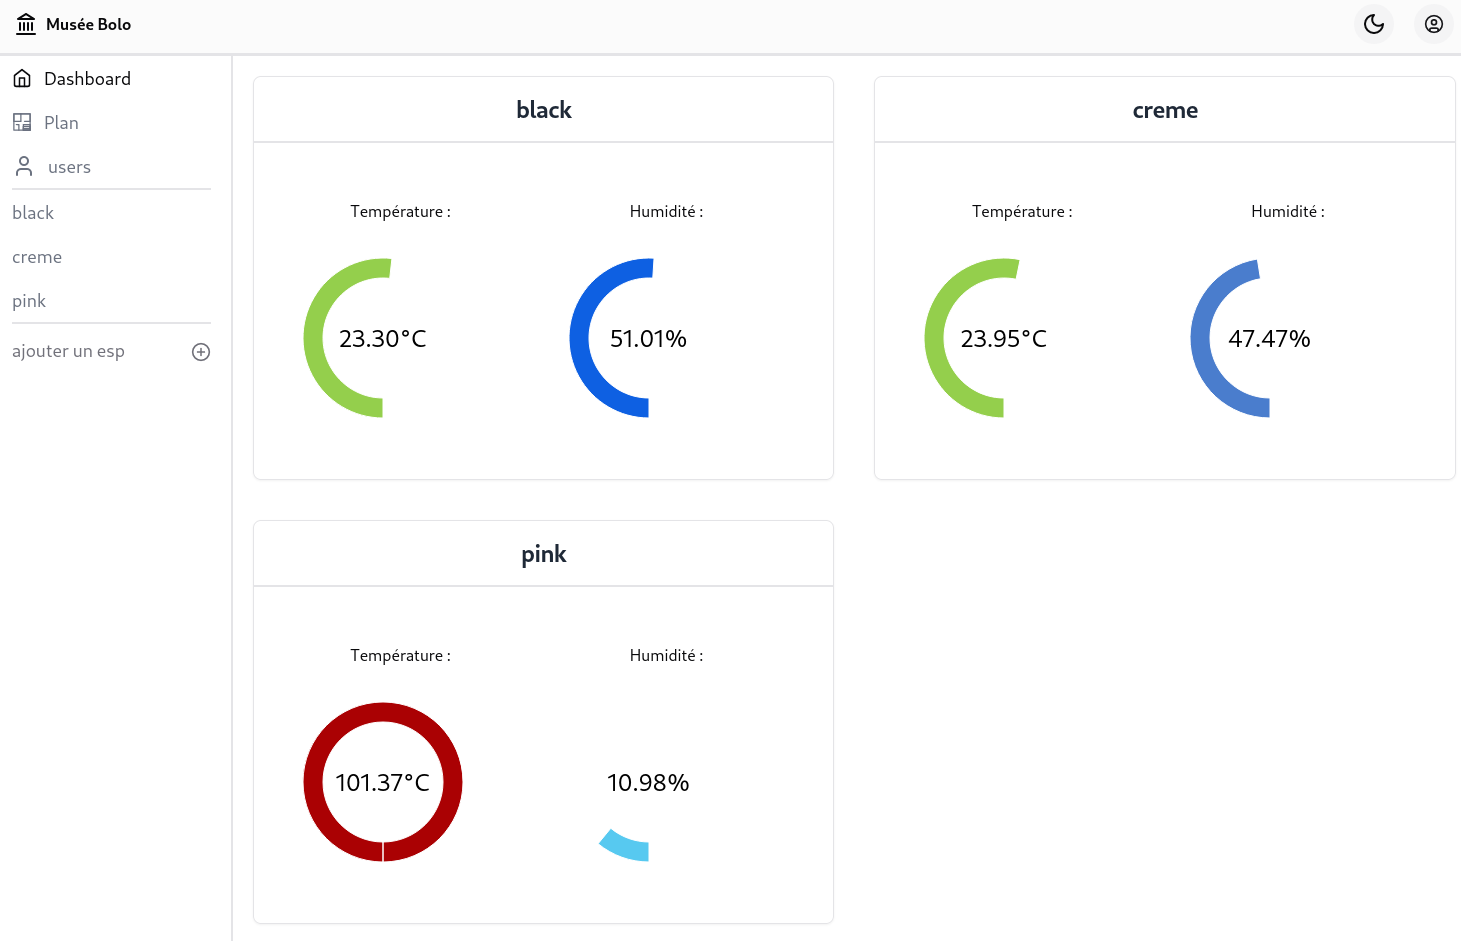 Musée Bolo
Dashboard
Plan
users
black
creme
pink
ajouter un esp
black
Température :
Humidité :
23.30°C
51.01%
creme
Température :
Humidité :
23.95°C
47.47%
pink
Température :
Humidité :
101.37°C
10.98%